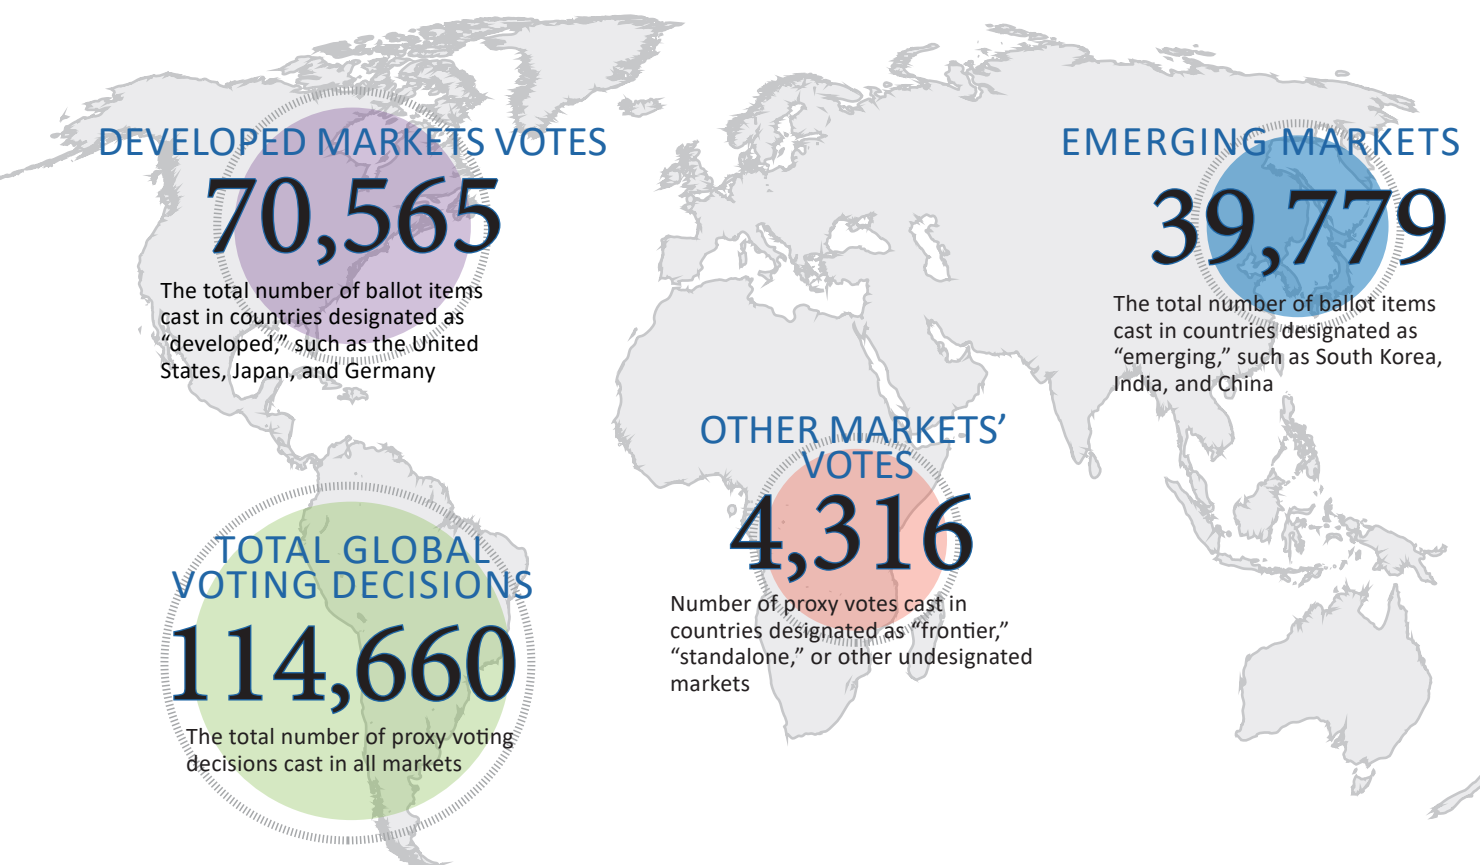 DEVELOPED MARKETS VOTES
70,565
The total number of ballot items
cast in countries designated as
“developed,” such as the United
States, Japan, and Germany
EMERGING MARKETS
39,779
The total number of ballot items
cast in countries designated as
“emerging,” such as South Korea,
India, and China
OTHER MARKETS’
VOTES
4,316
Number of proxy votes cast in
countries designated as “frontier,”
“standalone,” or other undesignated
markets
TOTAL GLOBAL
VOTING DECISIONS
114,660
The total number of proxy voting
decisions cast in all markets